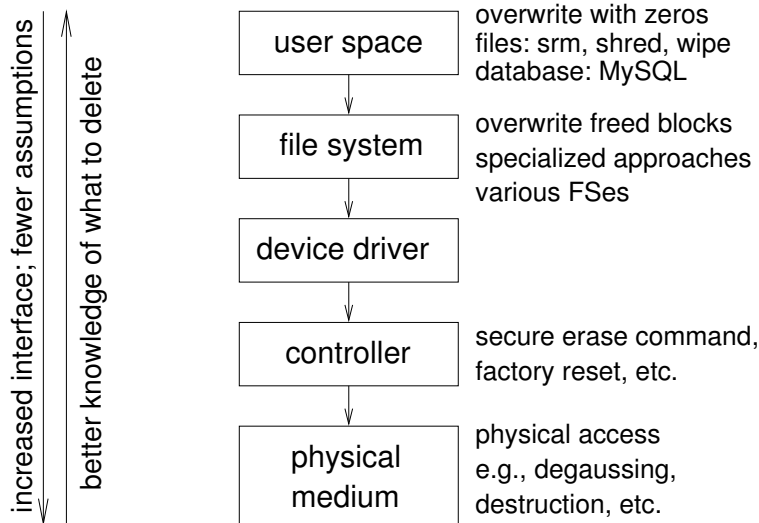 increased interface; fewer assumptions
better knowledge of what to delete
user space
overwrite with zeros
files: srm, shred, wipe
database: MySQL
file system
overwrite freed blocks
specialized approaches
various FSes
device driver
controller
secure erase command,
factory reset, etc.
physical
medium
physical access
e.g., degaussing,
destruction, etc.